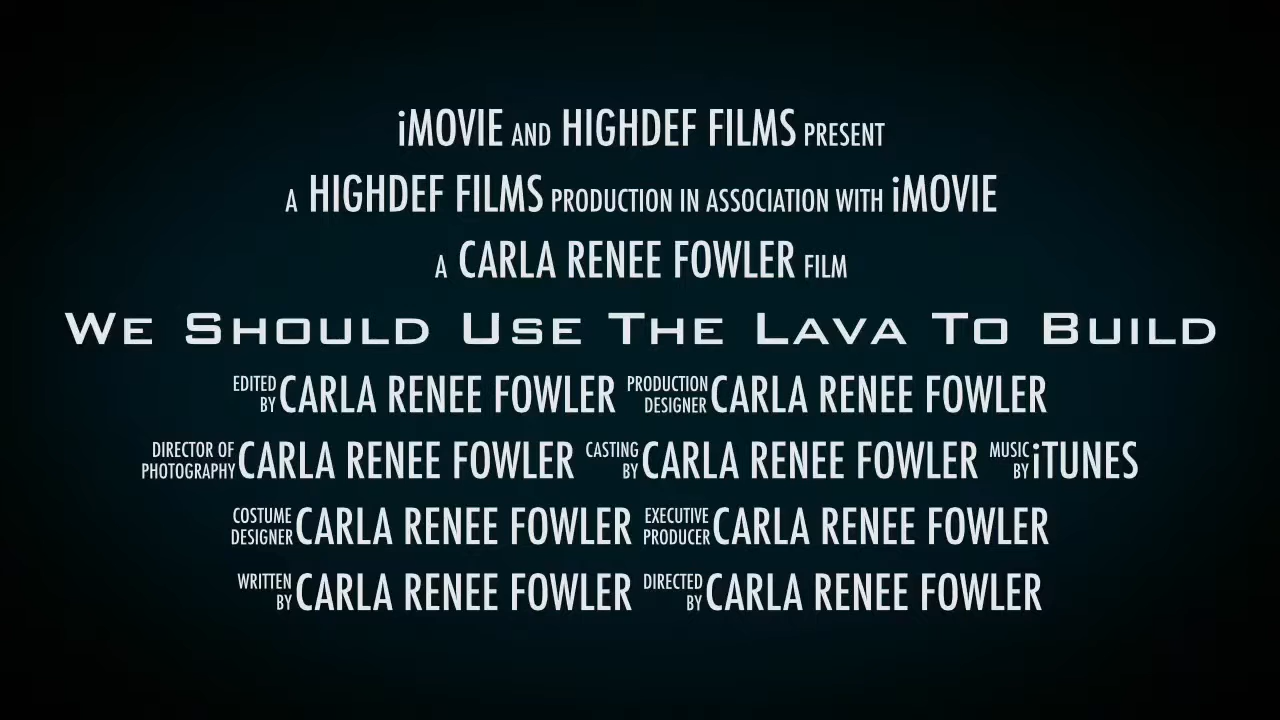 iMOVIE AND HIGHDEF FILMS PRESENT
A HIGHDEF FILMS PRODUCTION IN ASSOCIATION WITH iMOVIE
A CARLA RENEE FOWLER FILM
WE SHOULD USE THE LAVA TO BUILD
EDITED BY CARLA RENEE FOWLER PRODUCTION DESIGNER CARLA RENEE FOWLER
DIRECTOR OF PHOTOGRAPHY CARLA RENEE FOWLER CASTING BY CARLA RENEE FOWLER MUSIC BY iTUNES
COSTUME DESIGNER CARLA RENEE FOWLER EXECUTIVE PRODUCER CARLA RENEE FOWLER
WRITTEN BY CARLA RENEE FOWLER DIRECTED BY CARLA RENEE FOWLER